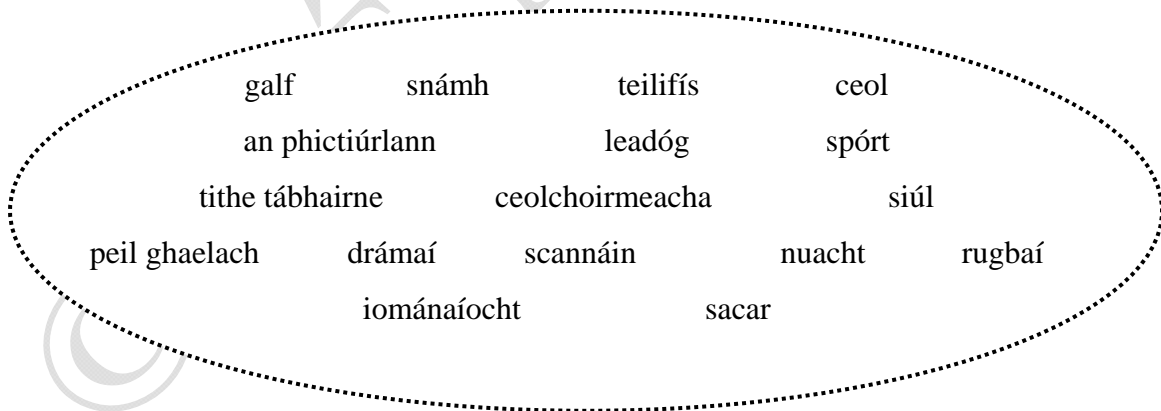 galf snámh teilifís ceol
an phictiúrlann leadóg spórt
tithe tábhairne ceolchoirmeacha siúl
peil ghaelach drámaí scannáin nuacht rugbaí
iománaíocht sacar